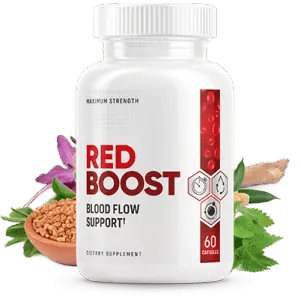 MAXIMUM STRENGTH
RED
BOOST
BLOOD FLOW
SUPPORT†
DIETARY SUPPLEMENT
60
CAPSULES